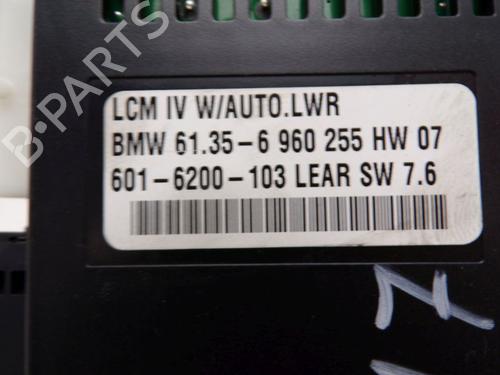 LCM IV W/AUTO.LWR
BMW 61.35-6 960 255 HW 07
601-6200-103 LEAR SW 7.6
B-PARTS
17